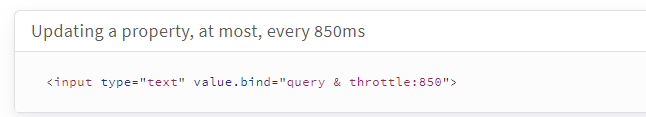 Updating a property, at most, every 850ms
<input type="text" value.bind="query & throttle:850">